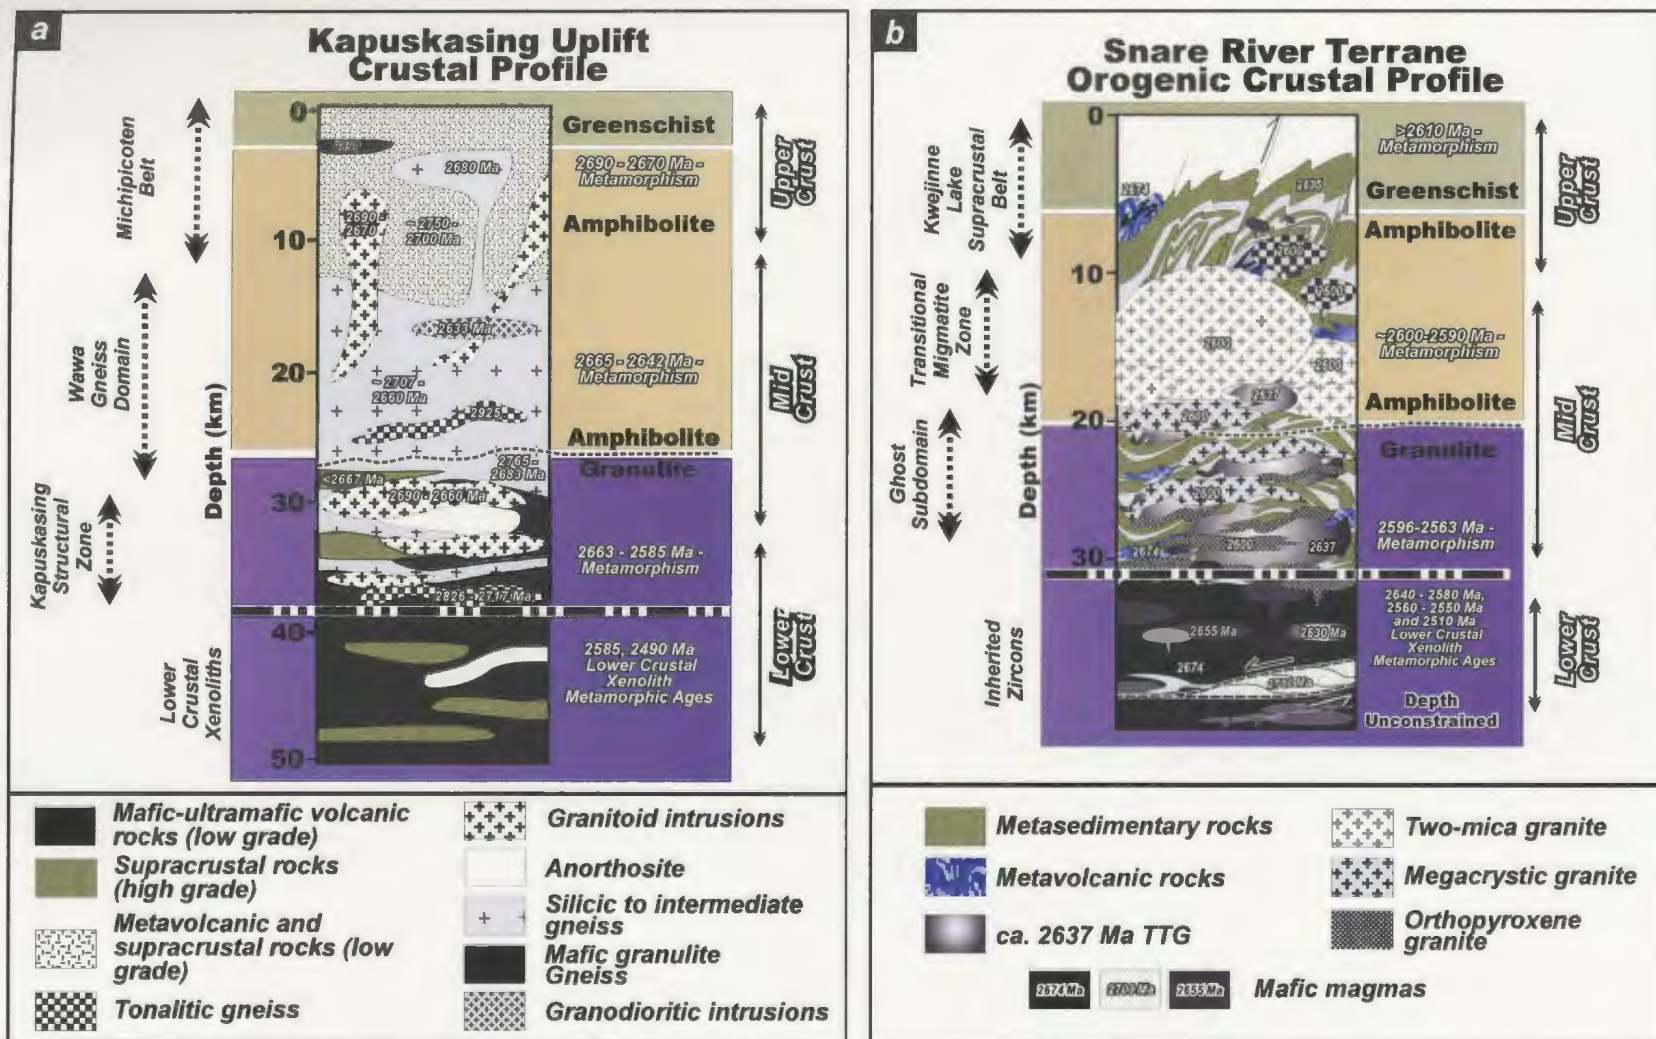 a
Kapuskasing Uplift
Crustal Profile
Michipicoten
Belt
Wawa
Gneiss
Domain
Kapuskasing
Structural
Zone
Lower
Crustal
Xenoliths
Depth (km)
0
10
20
30
40
50
2680 Ma
2690 -
2670
~ 2750 -
2700 Ma
2633 Ma
~ 2707 -
2660 Ma
2925
2765 -
2683 Ma
<2667 Ma
2690 - 2660 Ma
2826 - 2717 Ma
Greenschist
2690 - 2670 Ma -
Metamorphism
Amphibolite
2665 - 2642 Ma -
Metamorphism
Amphibolite
Granulite
2663 - 2585 Ma -
Metamorphism
2585, 2490 Ma
Lower Crustal
Xenolith
Metamorphic Ages
Upper
Crust
Mid
Crust
Lower
Crust
Mafic-ultramafic volcanic
rocks (low grade)
Supracrustal rocks
(high grade)
Metavolcanic and
supracrustal rocks (low
grade)
Tonalitic gneiss
Granitoid intrusions
Anorthosite
Silicic to intermediate
gneiss
Mafic granulite
Gneiss
Granodioritic intrusions
b
Snare River Terrane
Orogenic Crustal Profile
Kwejinne
Lake
Supracrustal
Belt
Transitional
Migmatite
Zone
Ghost
Subdomain
Inherited
Zircons
Depth (km)
0
10
20
30
2674
2637
2674
2637
2655 Ma
2630 Ma
2674
>2610 Ma -
Metamorphism
Greenschist
Amphibolite
~2600-2590 Ma -
Metamorphism
Amphibolite
Granulite
2596-2563 Ma -
Metamorphism
2640 - 2580 Ma,
2560 - 2550 Ma
and 2510 Ma
Lower Crustal
Xenolith
Metamorphic Ages
Depth
Unconstrained
Upper
Crust
Mid
Crust
Lower
Crust
Metasedimentary rocks
Metavolcanic rocks
ca. 2637 Ma TTG
Two-mica granite
Megacrystic granite
Orthopyroxene
granite
2674 Ma
2655 Ma
Mafic magmas